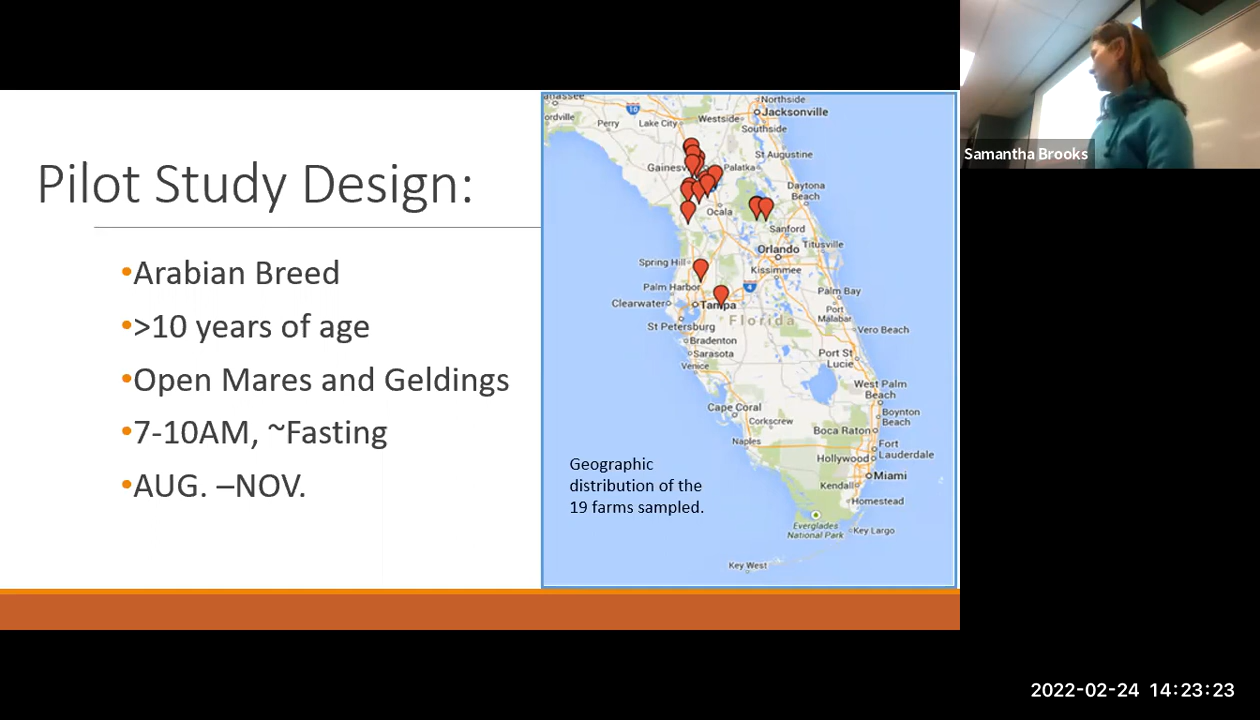 Pilot Study Design:
•Arabian Breed
•>10 years of age
•Open Mares and Geldings
•7-10AM, ~Fasting
•AUG. –NOV.
Northside
Jacksonville
10
Perry
Lake City
Westside
Southside
St Augustine
Palatka
Daytona
Beach
Ocala
Sanford
Titusville
Orlando
Spring Hill
Kissimmee
Palm Harbor
4
Palm Bay
Clearwater
Tampa
Florida
Port
Malabar
St Petersburg
Vero Beach
Bradenton
Sarasota
Port St
Lucie
Venice
West Palm
Beach
Cape Coral
Boynton
Beach
Corkscrew
Boca Raton
Naples
Fort
Lauderdale
Hollywood
Miami
Kendall
Homestead
Everglades
National Park
Key Largo
Key West
Geographic
distribution of the
19 farms sampled.
Samantha Brooks
2022-02-24 14:23:23